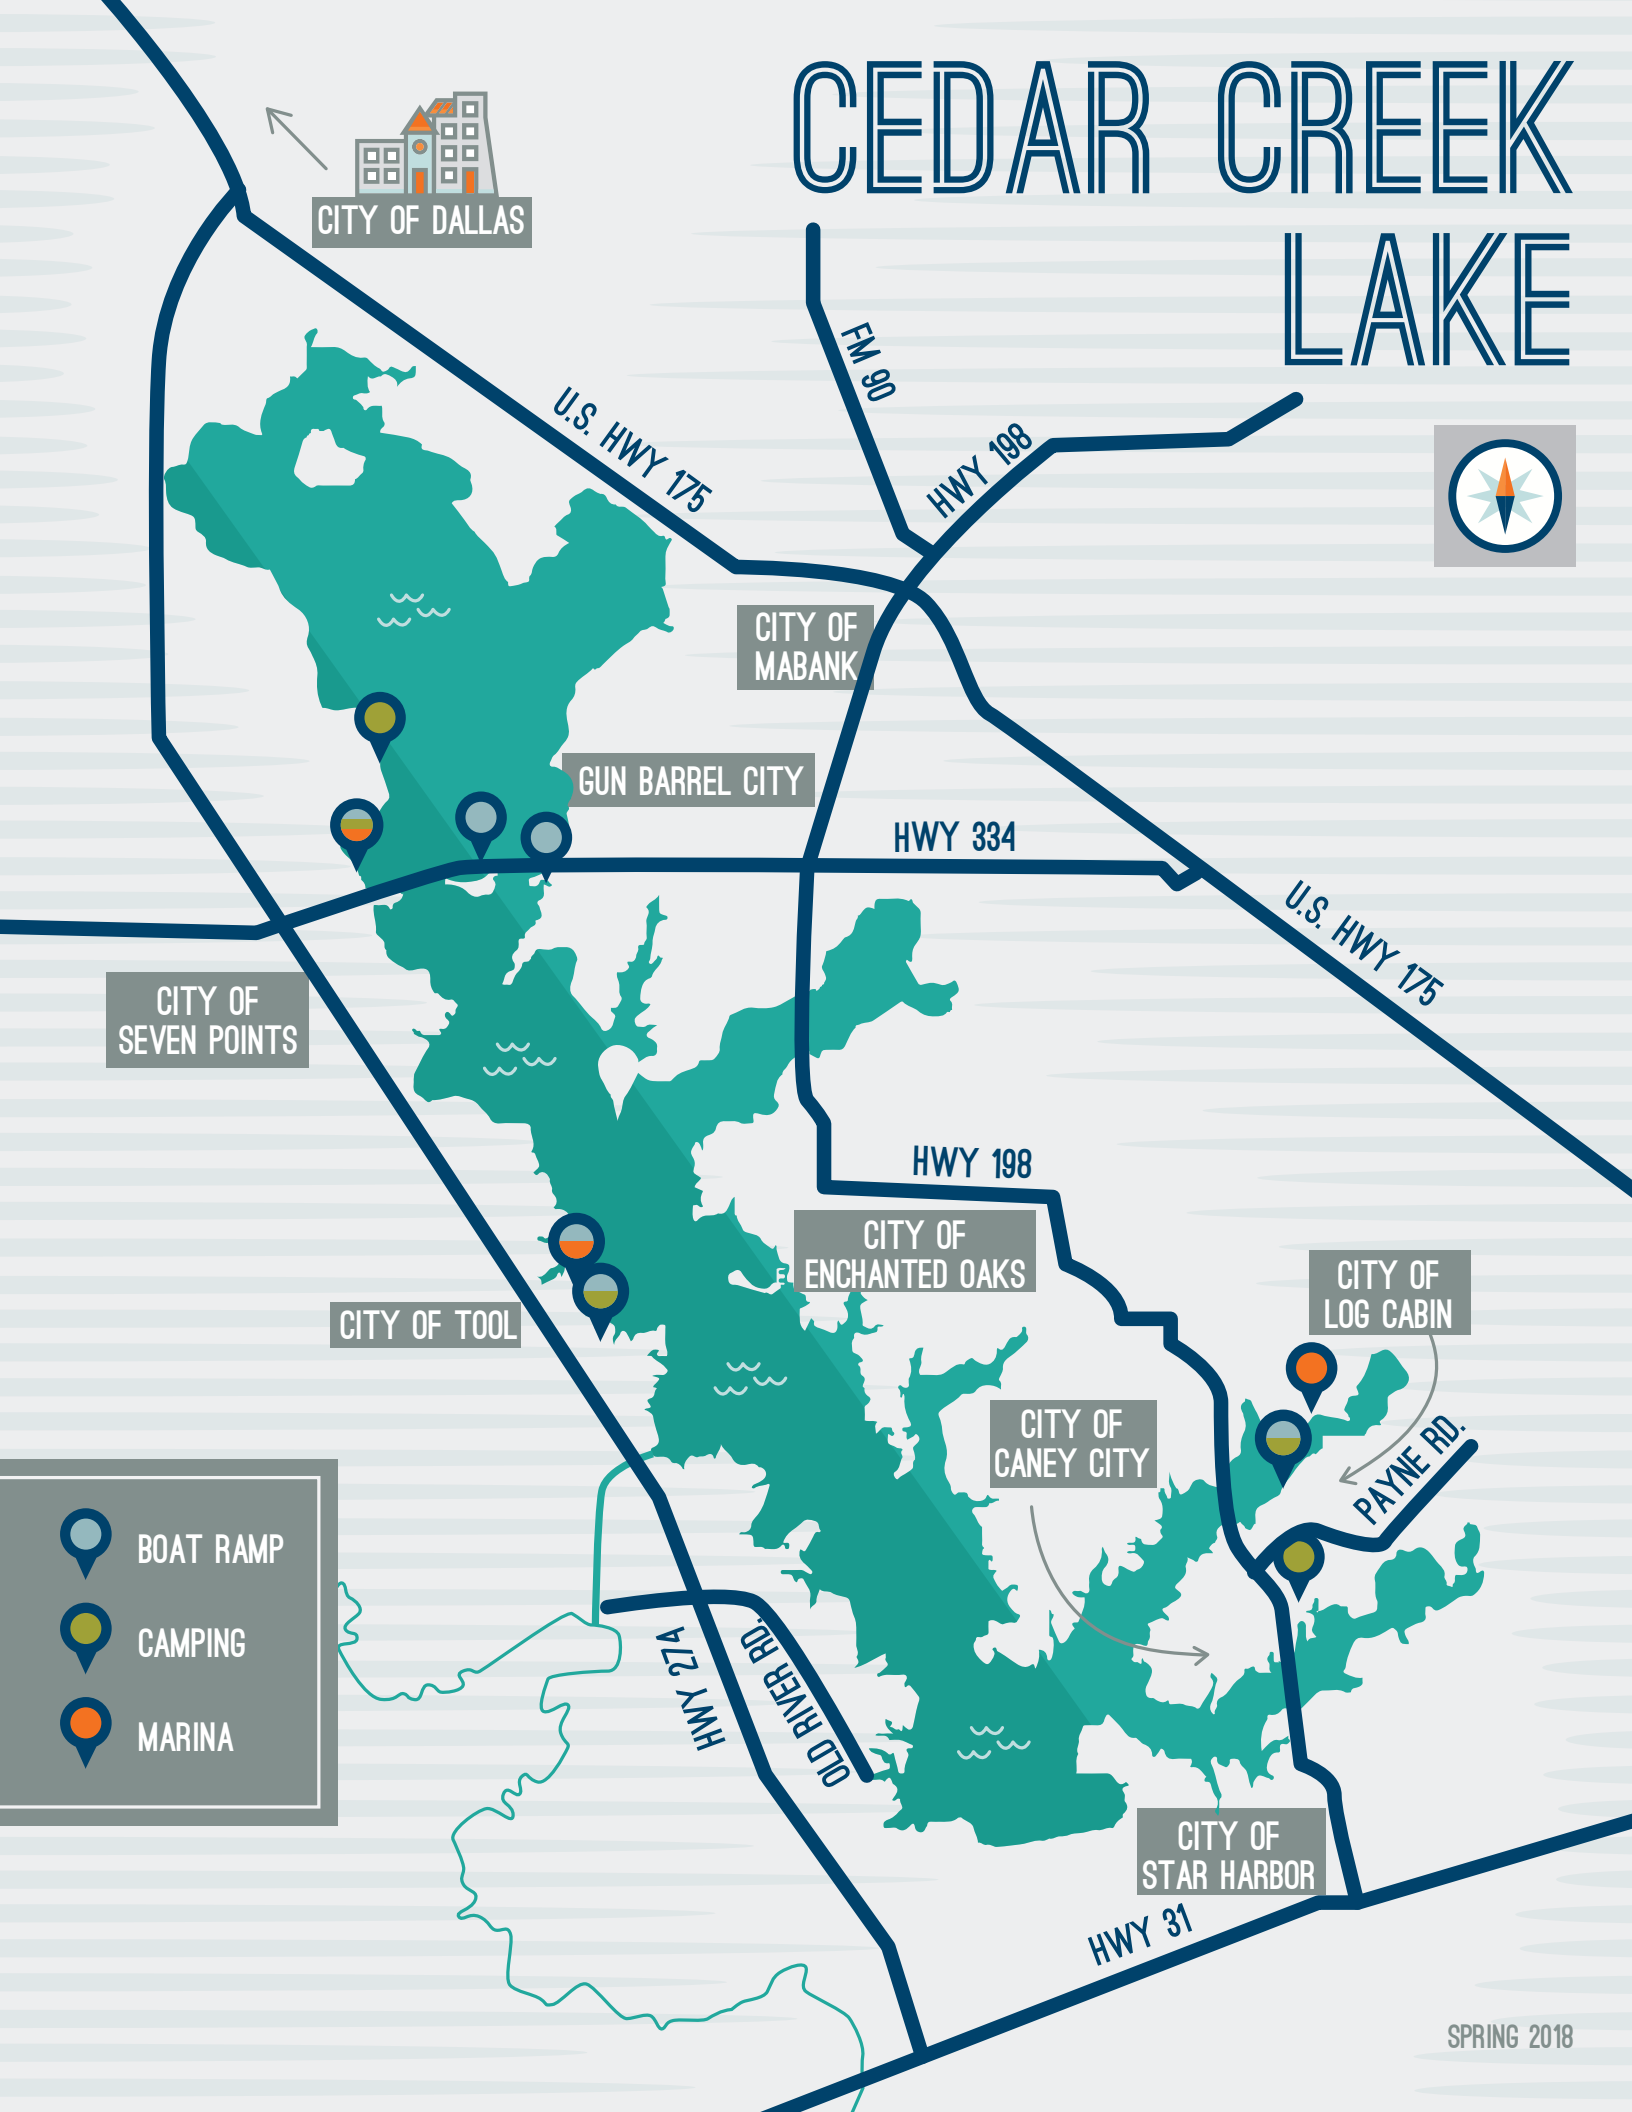 CEDAR CREEK
LAKE
CITY OF DALLAS
FM 90
U.S. HWY 175
HWY 198
CITY OF
MABANK
GUN BARREL CITY
HWY 334
U.S. HWY 175
CITY OF
SEVEN POINTS
HWY 198
CITY OF
ENCHANTED OAKS
E
CITY OF
LOG CABIN
CITY OF TOOL
CITY OF
CANEY CITY
PAYNE RD.
BOAT RAMP
CAMPING
MARINA
HWY 274
OLD RIVER RD.
CITY OF
STAR HARBOR
HWY 31
SPRING 2018